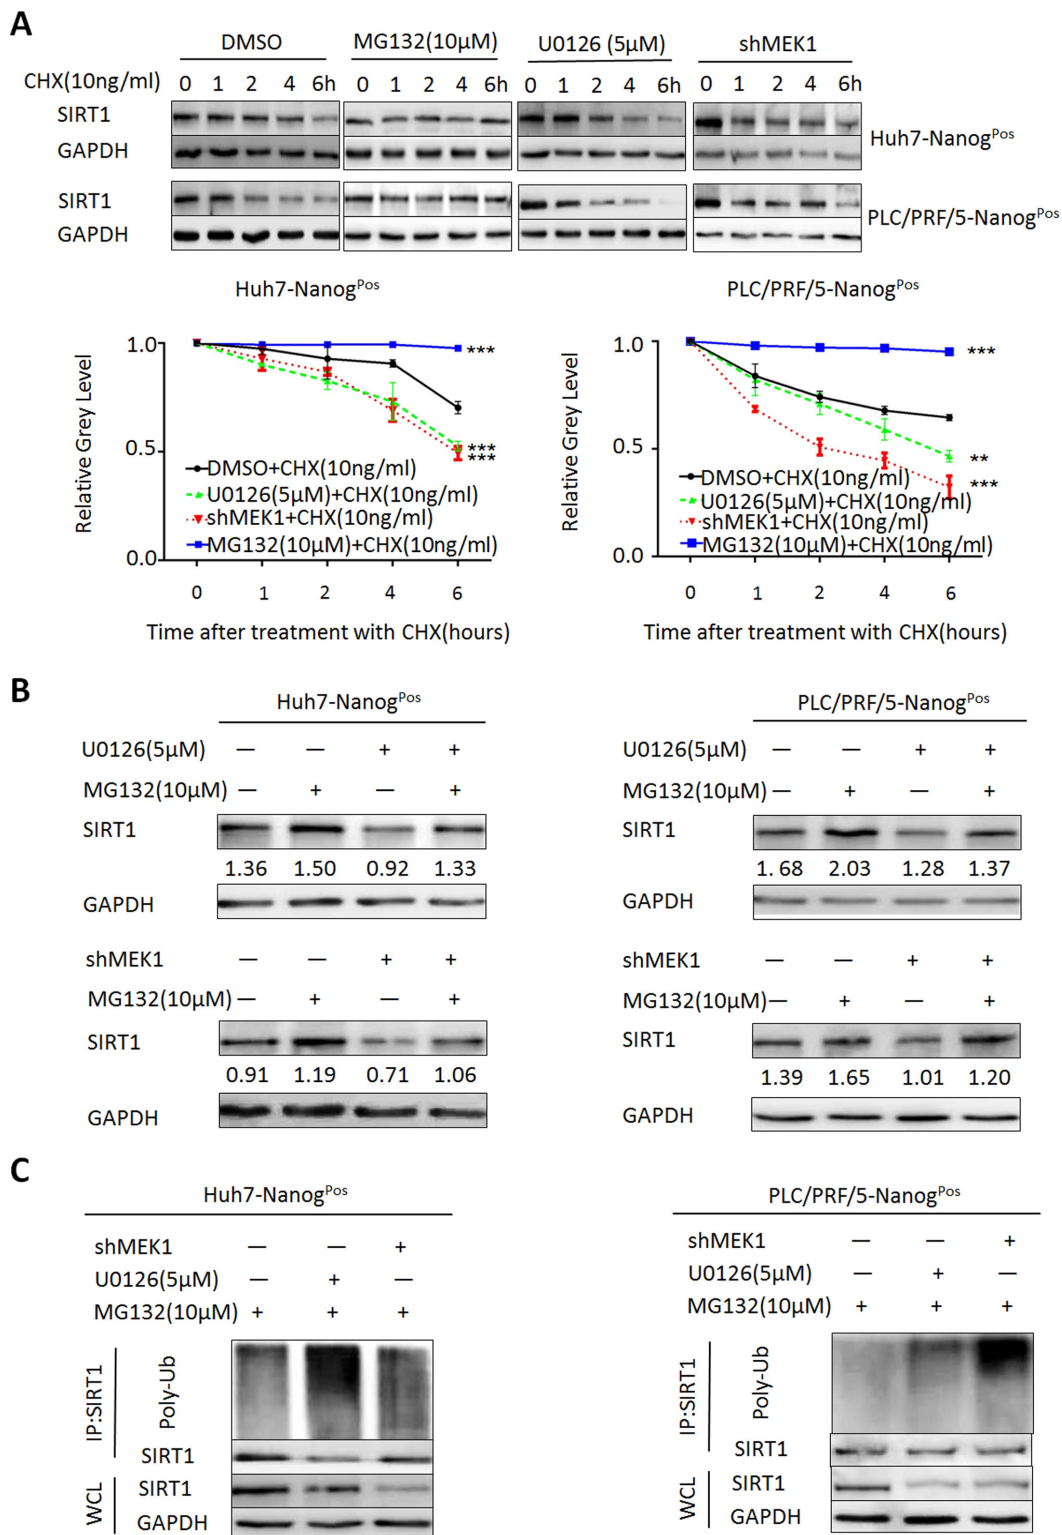 A
DMSO MG132(10μM) U0126 (5μM) shMEK1
CHX(10ng/ml) 0 1 2 4 6h 0 1 2 4 6h 0 1 2 4 6h 0 1 2 4 6h
SIRT1
GAPDH
Huh7-NanogPos
SIRT1
GAPDH
PLC/PRF/5-NanogPos
Huh7-NanogPos
Relative Grey Level
1.0
0.5
0.0
***
***
***
DMSO+CHX(10ng/ml)
U0126(5μM)+CHX(10ng/ml)
shMEK1+CHX(10ng/ml)
MG132(10μM)+CHX(10ng/ml)
0 1 2 4 6
Time after treatment with CHX(hours)
PLC/PRF/5-NanogPos
Relative Grey Level
1.0
0.5
0.0
***
**
***
DMSO+CHX(10ng/ml)
U0126(5μM)+CHX(10ng/ml)
shMEK1+CHX(10ng/ml)
MG132(10μM)+CHX(10ng/ml)
0 1 2 4 6
Time after treatment with CHX(hours)
B
Huh7-NanogPos
U0126(5μM) — — + +
MG132(10μM) — + — +
SIRT1
1.36 1.50 0.92 1.33
GAPDH
shMEK1 — — + +
MG132(10μM) — + — +
SIRT1
0.91 1.19 0.71 1.06
GAPDH
PLC/PRF/5-NanogPos
U0126(5μM) — — + +
MG132(10μM) — + — +
SIRT1
1. 68 2.03 1.28 1.37
GAPDH
shMEK1 — — + +
MG132(10μM) — + — +
SIRT1
1.39 1.65 1.01 1.20
GAPDH
C
Huh7-NanogPos
shMEK1 — — +
U0126(5μM) — + —
MG132(10μM) + + +
IP:SIRT1
Poly-Ub
SIRT1
WCL
SIRT1
GAPDH
PLC/PRF/5-NanogPos
shMEK1 — — +
U0126(5μM) — + —
MG132(10μM) + + +
IP:SIRT1
Poly-Ub
SIRT1
WCL
SIRT1
GAPDH